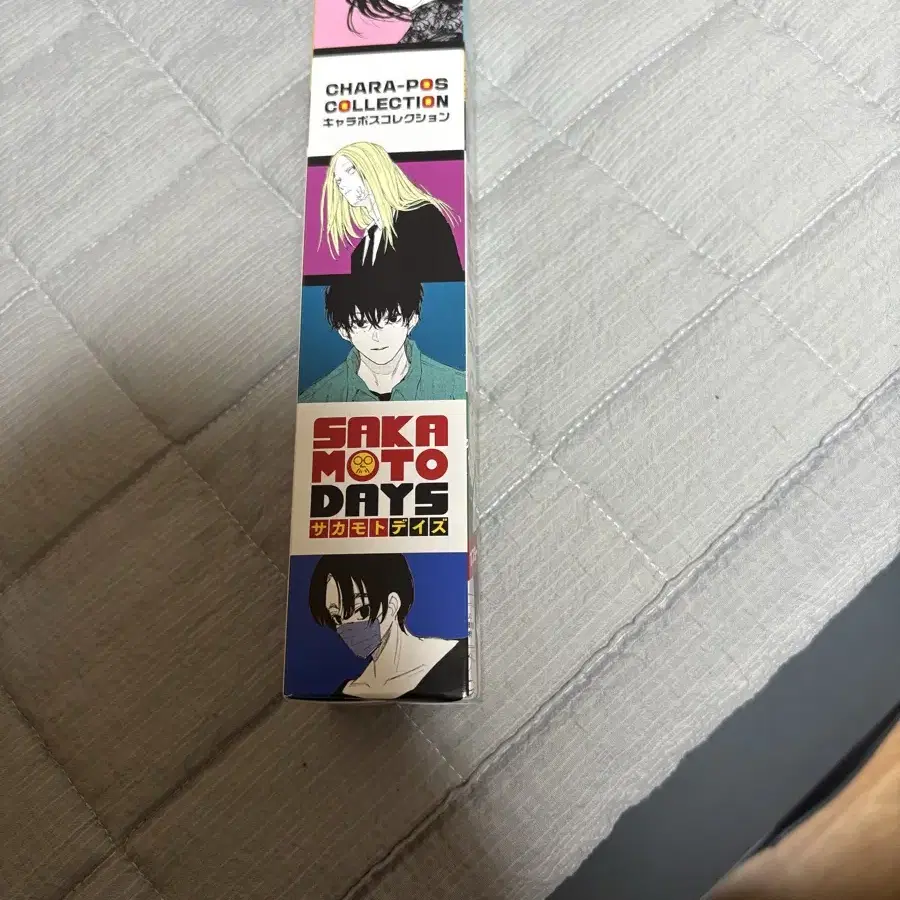 CHARA-POS
COLLECTION
キャラポスコレクション
SAKA
MOTO
DAYS
サカモトデイズ